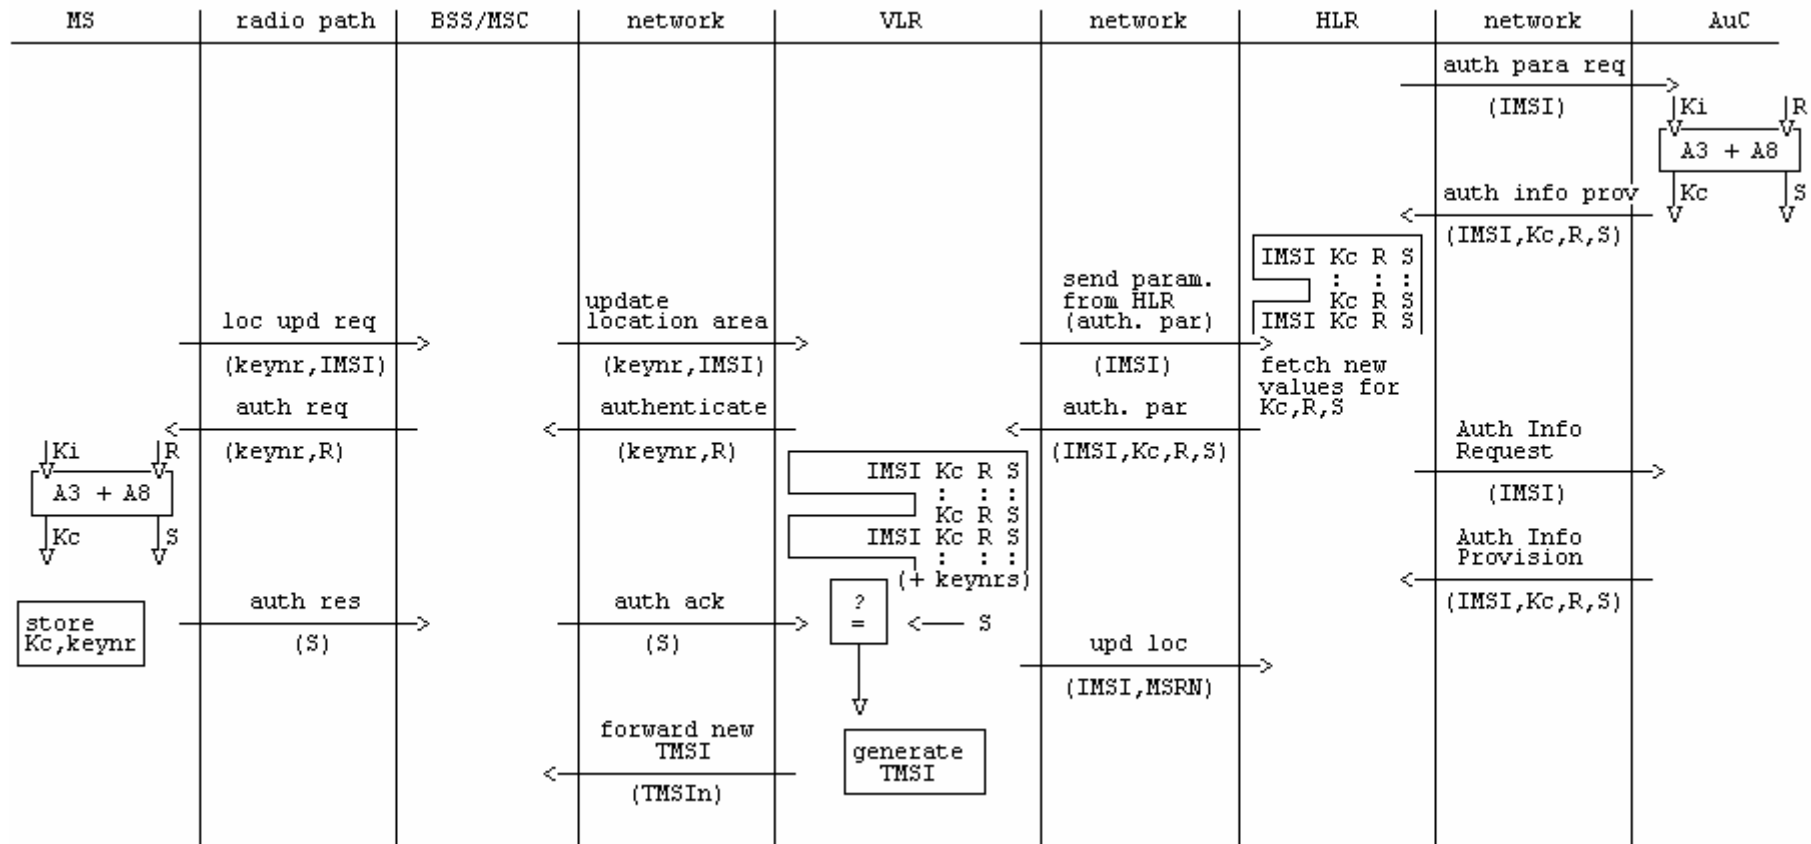 MS radio path BSS/MSC network VLR network HLR network AuC
auth para req
(IMSI)
Ki R
A3 + A8
auth info prov
Kc S
(IMSI,Kc,R,S)
IMSI Kc R S
: : :
Kc R S
IMSI Kc R S
send param.
from HLR
(auth. par)
update
location area
loc upd req
(keynr,IMSI)
(keynr,IMSI)
(IMSI)
fetch new
values for
Kc,R,S
auth req
authenticate
auth. par
(keynr,R)
(keynr,R)
(IMSI,Kc,R,S)
Auth Info
Request
(IMSI)
Ki R
A3 + A8
Kc S
IMSI Kc R S
: : :
Kc R S
IMSI Kc R S
: : :
(+ keynrs)
Auth Info
Provision
(IMSI,Kc,R,S)
store
Kc,keynr
auth res
(S)
auth ack
(S)
?
=
S
upd loc
(IMSI,MSRN)
forward new
TMSI
(TMSIn)
generate
TMSI